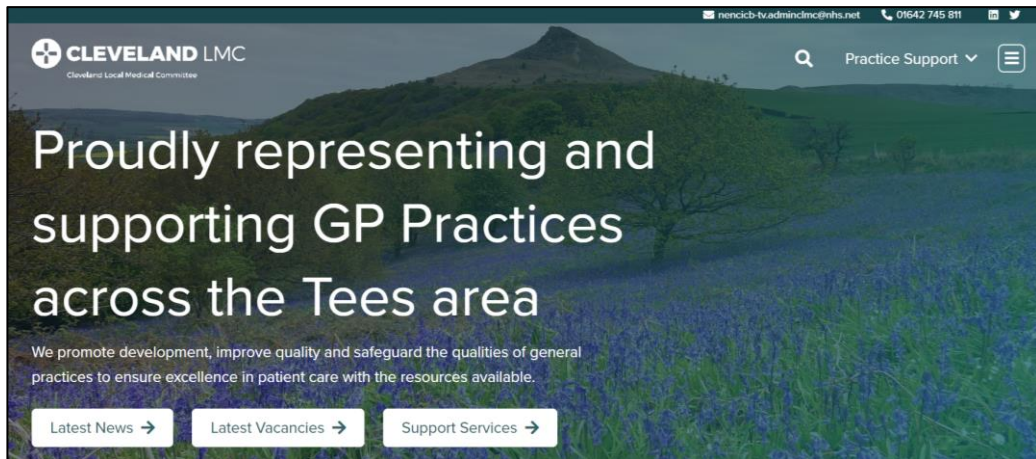 nencicb-tv.adminclmc@nhs.net 01642 745 811
CLEVELAND LMC
Cleveland Local Medical Committee
Practice Support
Proudly representing and
supporting GP Practices
across the Tees area
We promote development, improve quality and safeguard the qualities of general
practices to ensure excellence in patient care with the resources available.
Latest News
Latest Vacancies
Support Services